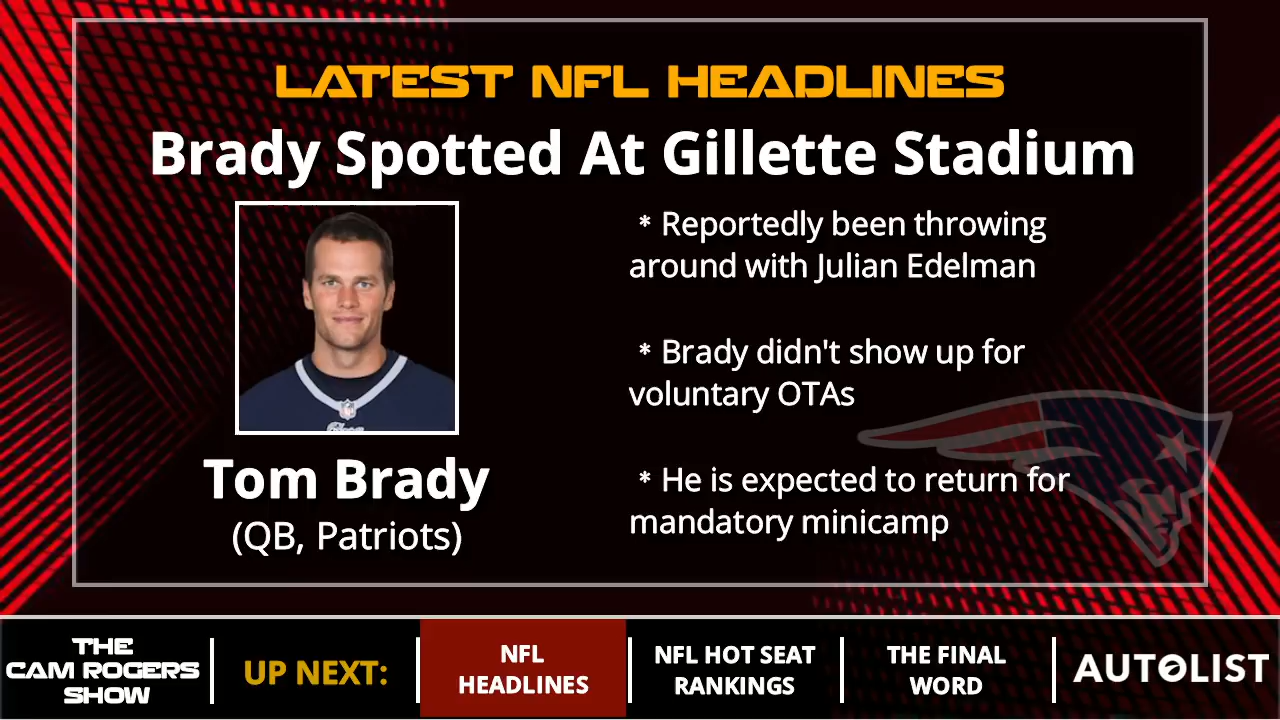 LATEST NFL HEADLINES
Brady Spotted At Gillette Stadium
* Reportedly been throwing
around with Julian Edelman
* Brady didn't show up for
voluntary OTAs
* He is expected to return for
mandatory minicamp
Tom Brady
(QB, Patriots)
THE
CAM ROGERS
SHOW
UP NEXT:
NFL
HEADLINES
NFL HOT SEAT
RANKINGS
THE FINAL
WORD
AUTOLIST